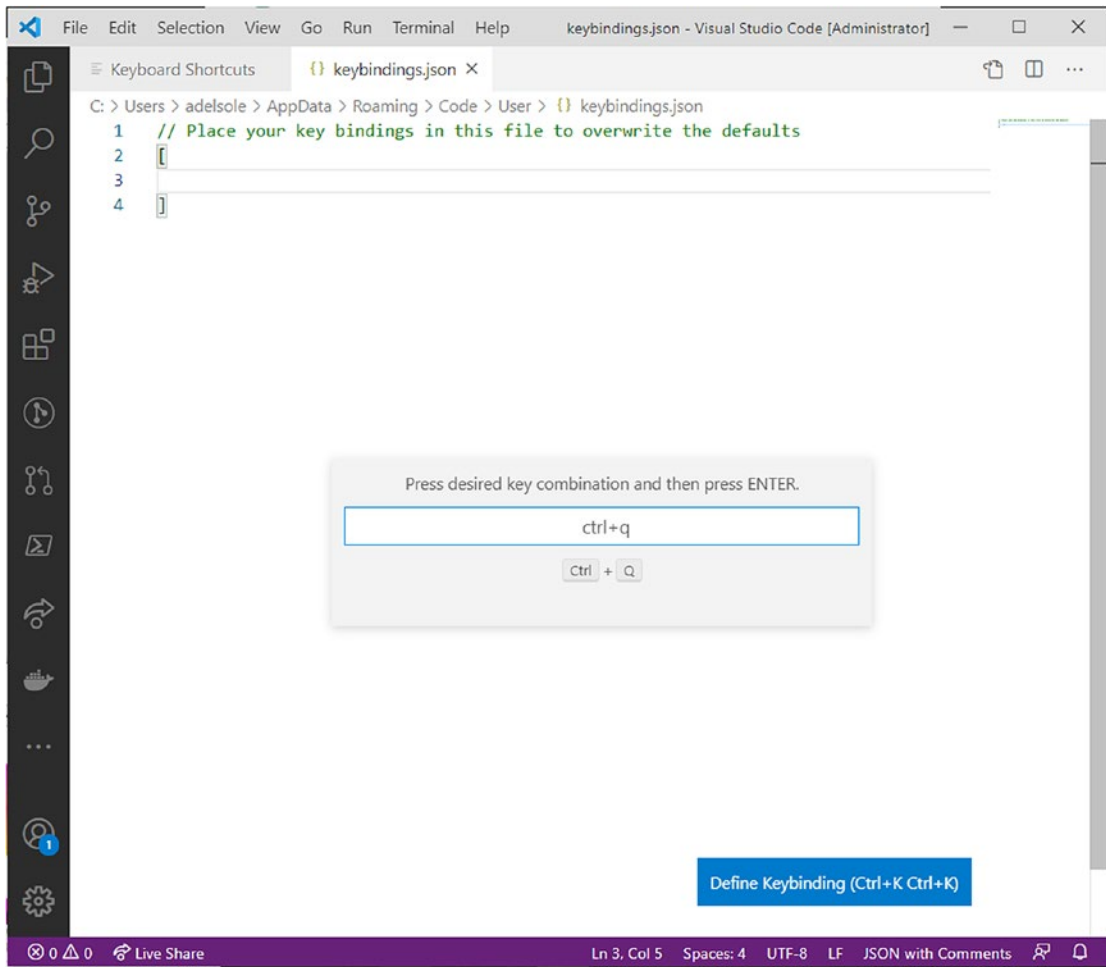 File Edit Selection View Go Run Terminal Help keybindings.json - Visual Studio Code [Administrator]
Keyboard Shortcuts {} keybindings.json
C: > Users > adelsole > AppData > Roaming > Code > User > {} keybindings.json
1 // Place your key bindings in this file to overwrite the defaults
2 [
3
4 ]
Press desired key combination and then press ENTER.
ctrl+q
Ctrl + Q
1
Define Keybinding (Ctrl+K Ctrl+K)
0 0 Live Share Ln 3, Col 5 Spaces: 4 UTF-8 LF JSON with Comments